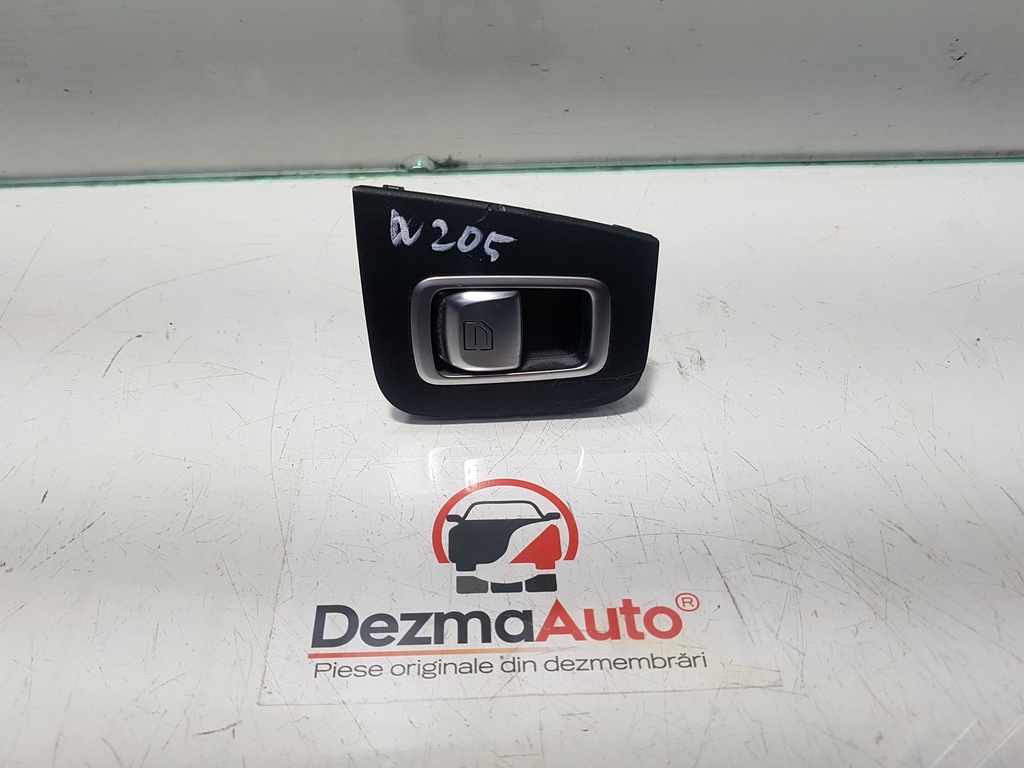 W205
DezmaAuto®
Piese originale din dezmembrări